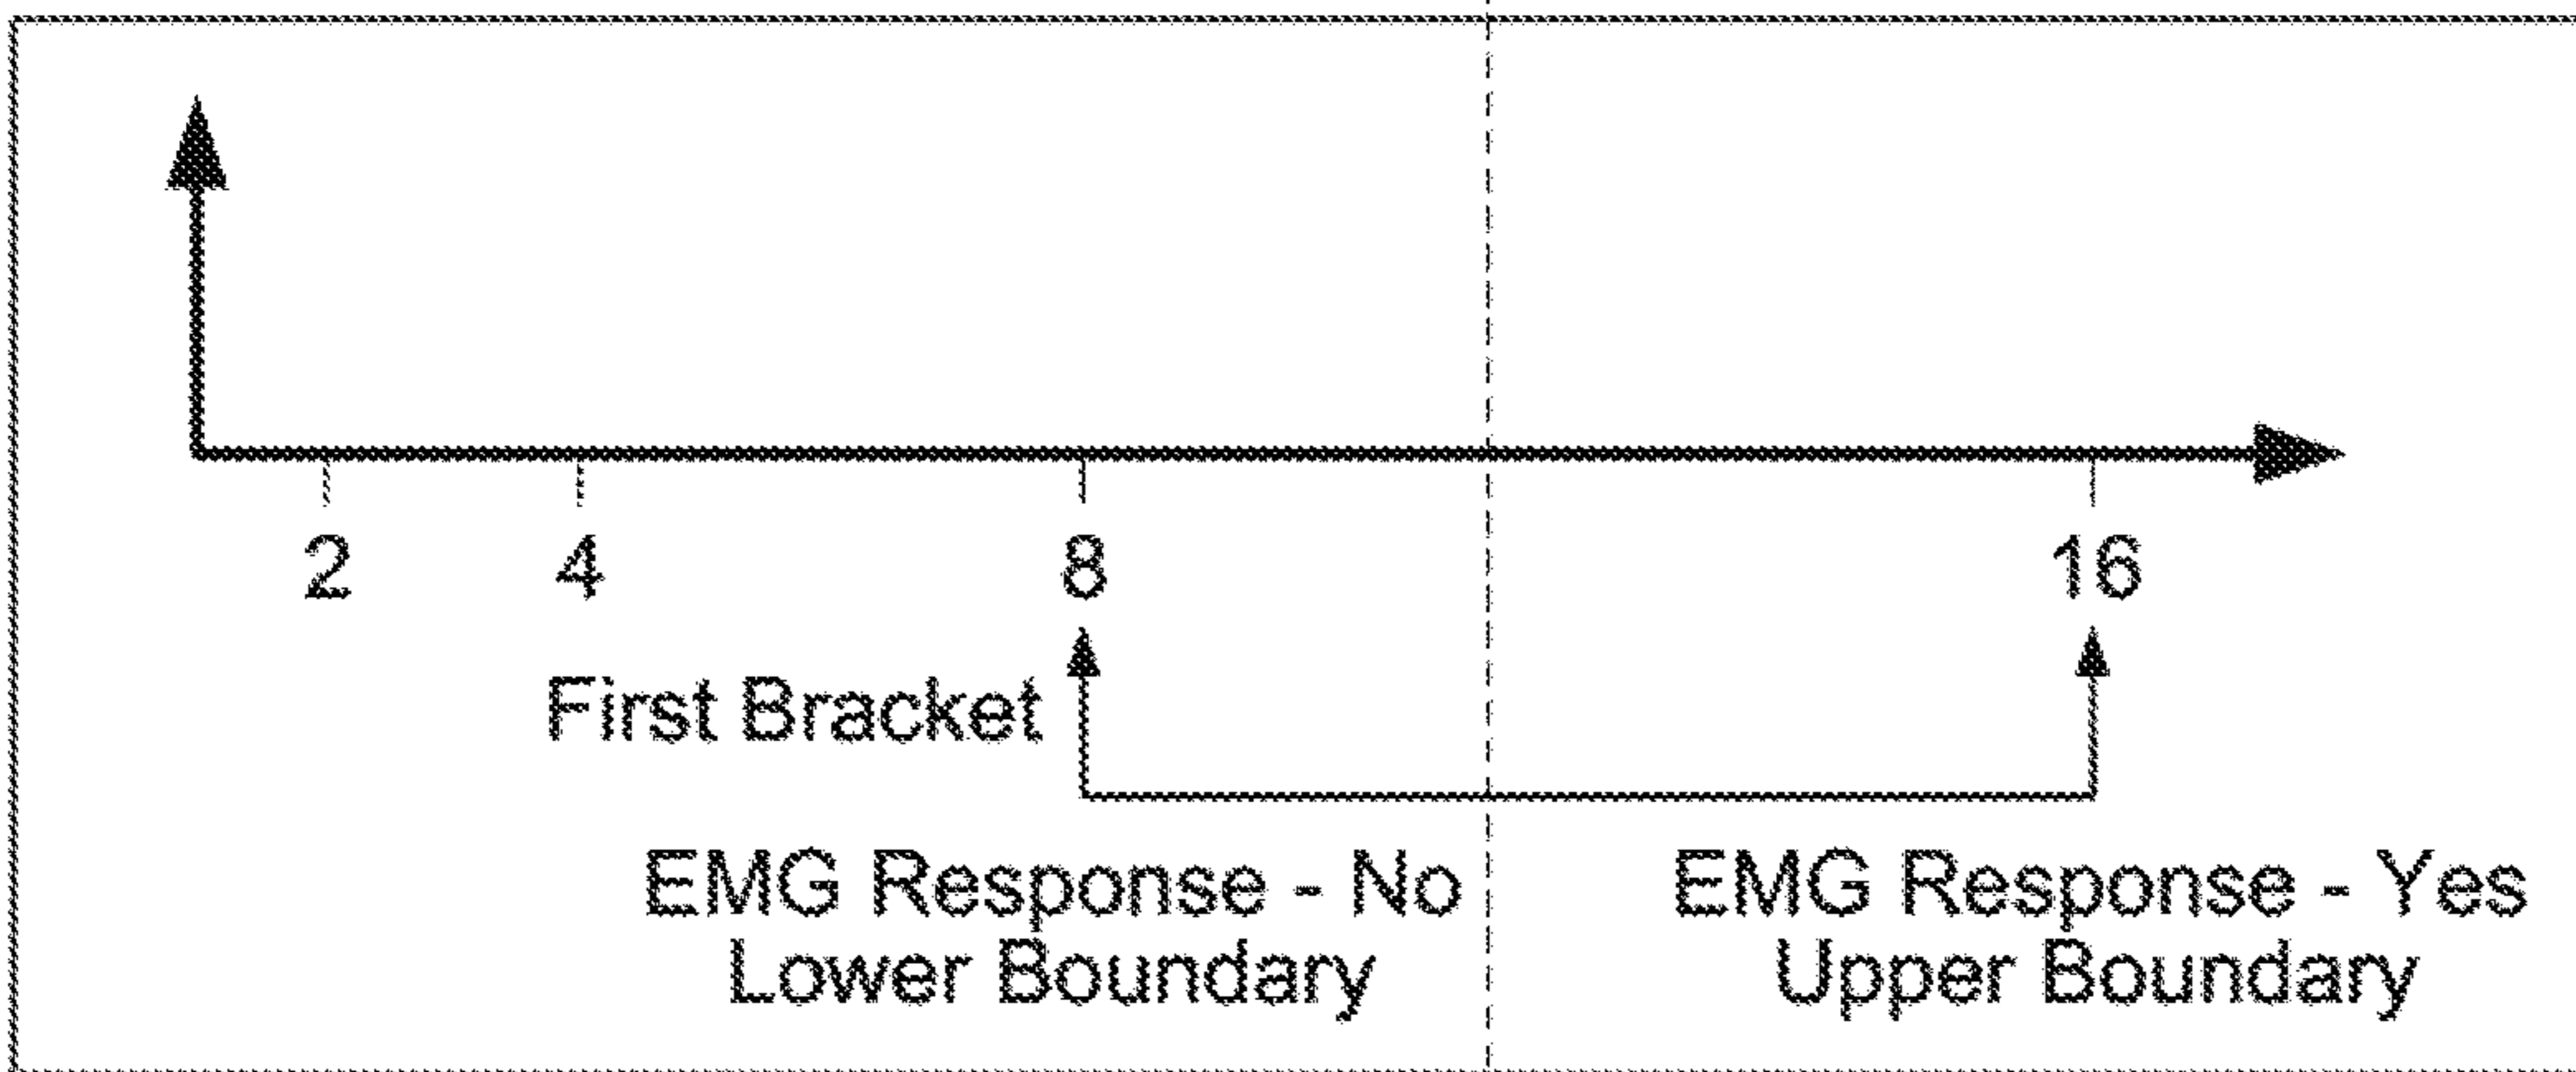 2 4 8 16
First Bracket
EMG Response - No
Lower Boundary
EMG Response - Yes
Upper Boundary